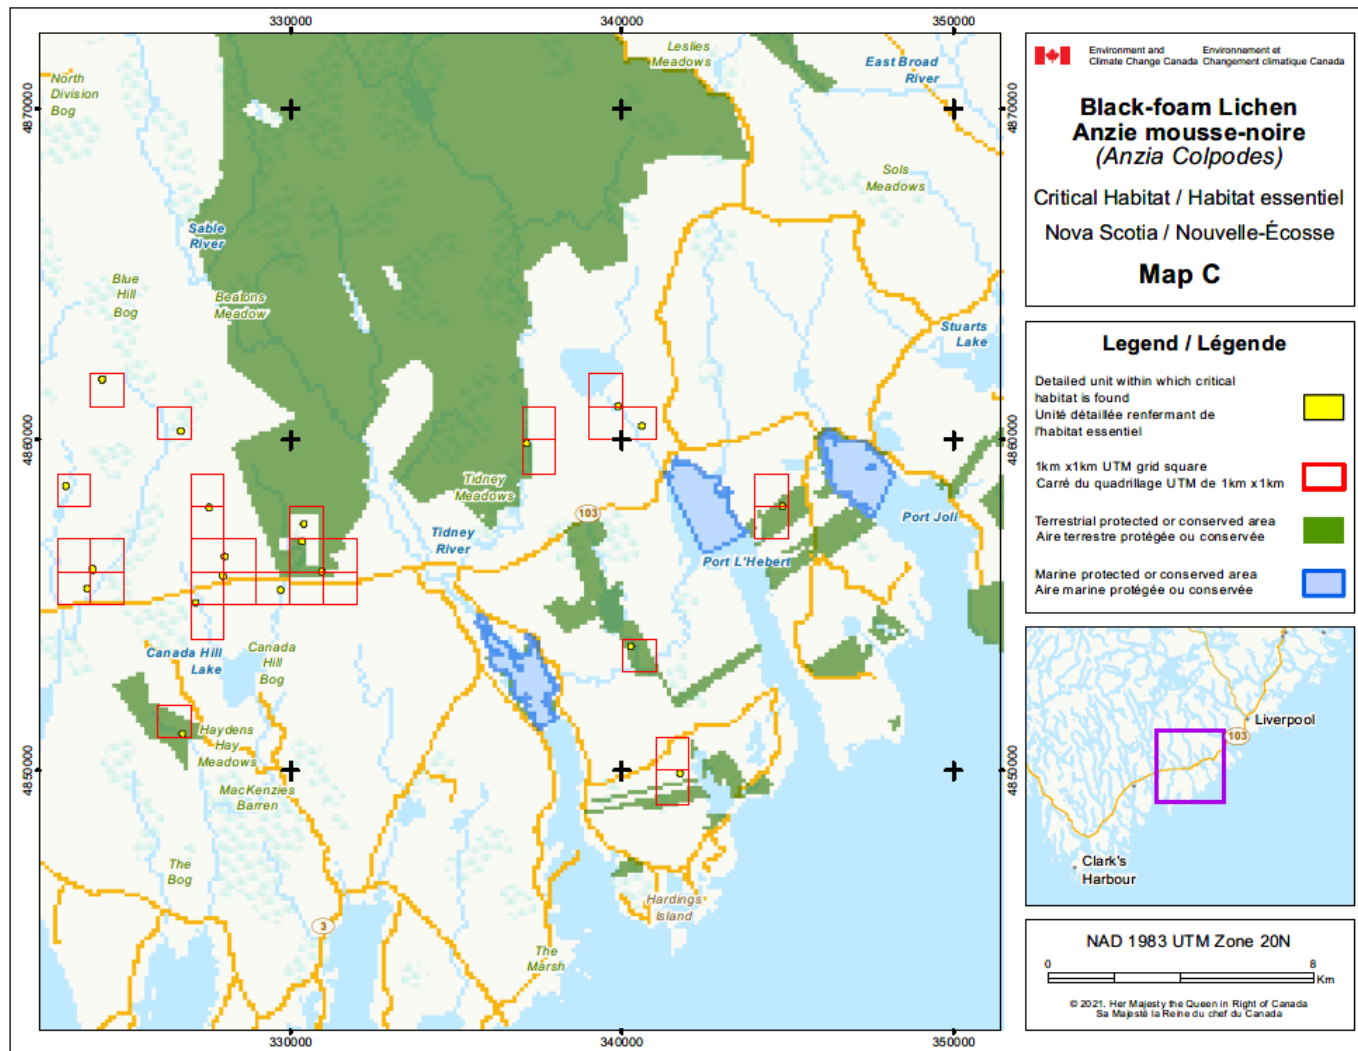 330000
340000
350000
4870000
4860000
4850000
4870000
4860000
4850000
330000
340000
350000
North
Division
Bog
Leslies
Meadows
East Broad
River
Sols
Meadows
Sable
River
Blue
Hill
Bog
Beatons
Meadow
Stuarts
Lake
Tidney
Meadows
103
Tidney
River
Port Joli
Port L'Hebert
Canada Hill
Lake
Canada
Hill
Bog
Haydens
Hay
Meadows
MacKenzies
Barren
The
Bog
3
Hardings
Island
The
Marsh
Environment and
Climate Change Canada
Environnement et
Changement climatique Canada
Black-foam Lichen
Anzie mousse-noire
(Anzia Colpodes)
Critical Habitat / Habitat essentiel
Nova Scotia / Nouvelle-Écosse
Map C
Legend / Légende
Detailed unit within which critical
habitat is found
Unité détaillée renfermant de
l'habitat essentiel
1km x1km UTM grid square
Carré du quadrillage UTM de 1km x1km
Terrestrial protected or conserved area
Aire terrestre protégée ou conservée
Marine protected or conserved area
Aire marine protégée ou conservée
Liverpool
103
Clark's
Harbour
NAD 1983 UTM Zone 20N
0 8
Km
© 2021. Her Majesty the Queen in Right of Canada
Sa Majesté la Reine du chef du Canada